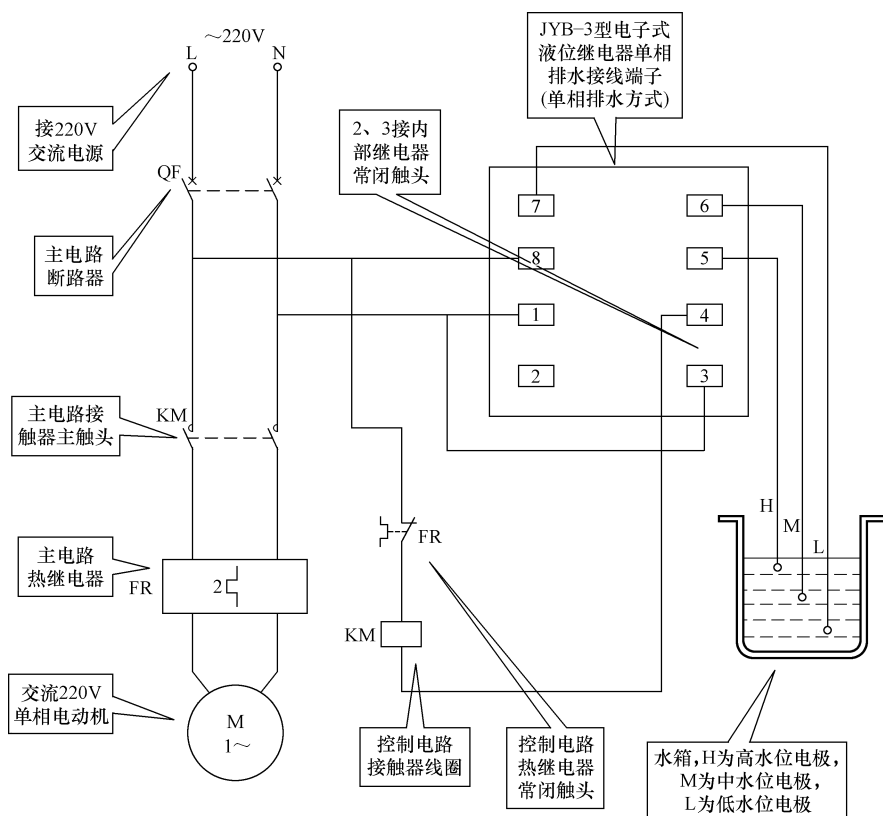 ～220V
L
N
接220V
交流电源
QF
主电路
断路器
主电路接
触器主触头
KM
主电路
热继电器
FR
2
交流220V
单相电动机
M
1～
2、3接内
部继电器
常闭触头
JYB-3型电子式
液位继电器单相
排水接线端子
(单相排水方式)
7
6
8
5
1
4
2
3
FR
KM
控制电路
接触器线圈
控制电路
热继电器
常闭触头
H
M
L
水箱,H为高水位电极,
M为中水位电极,
L为低水位电极